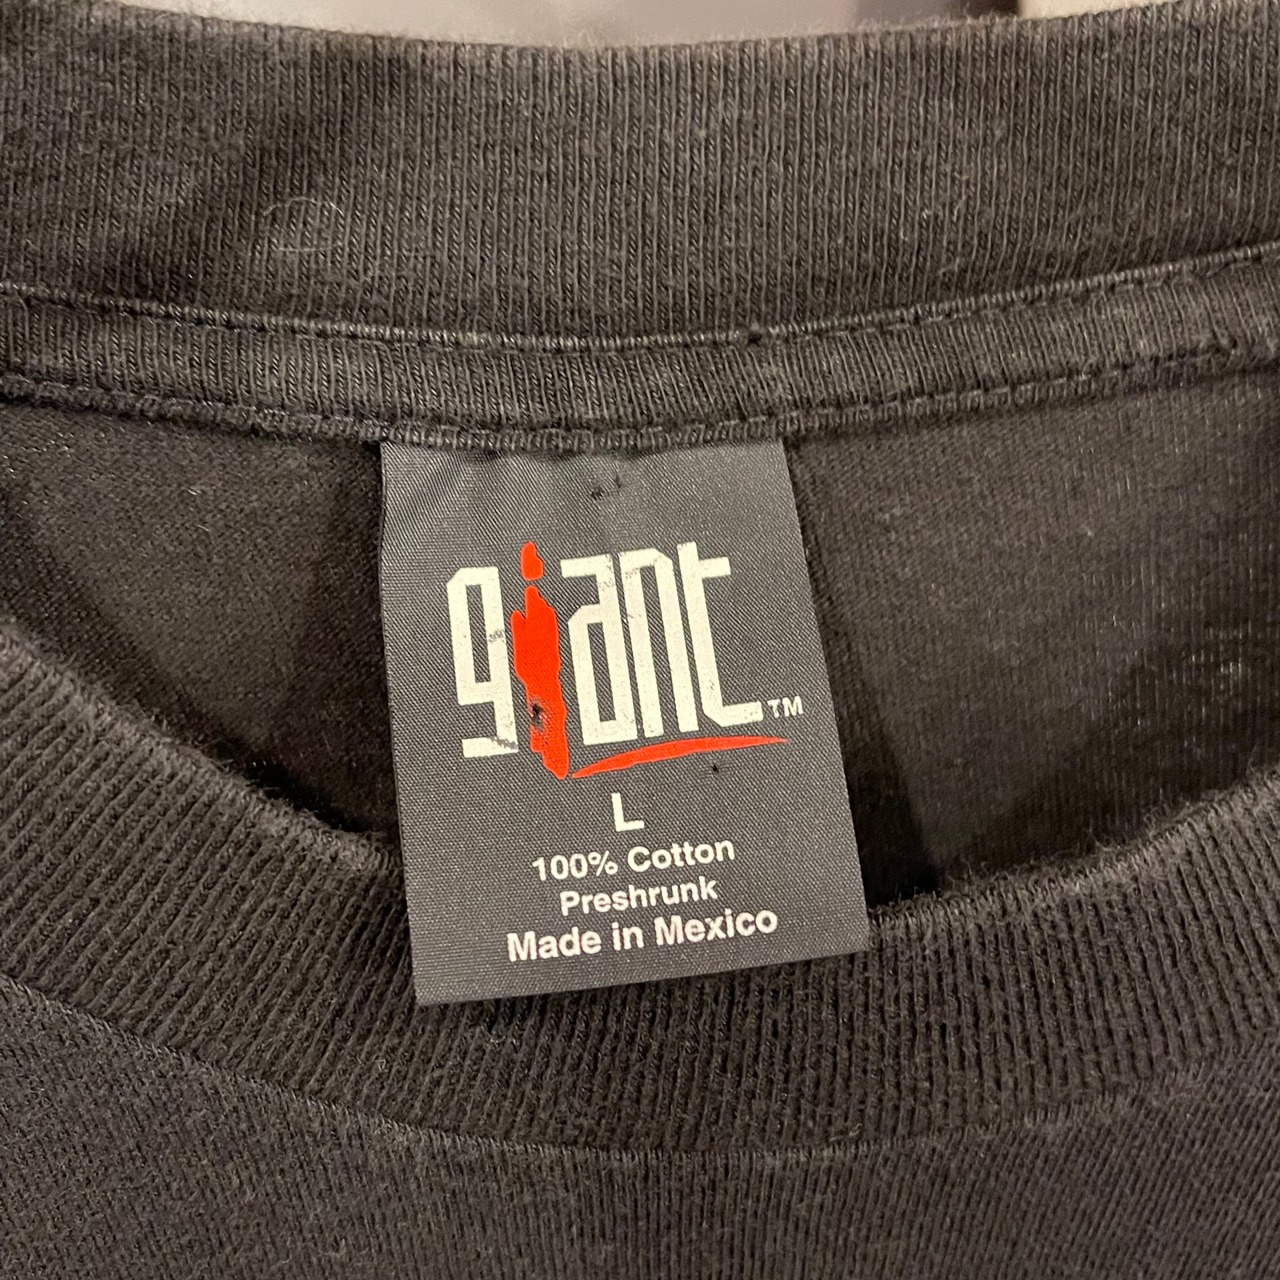 giant™
L
100% Cotton
Preshrunk
Made in Mexico